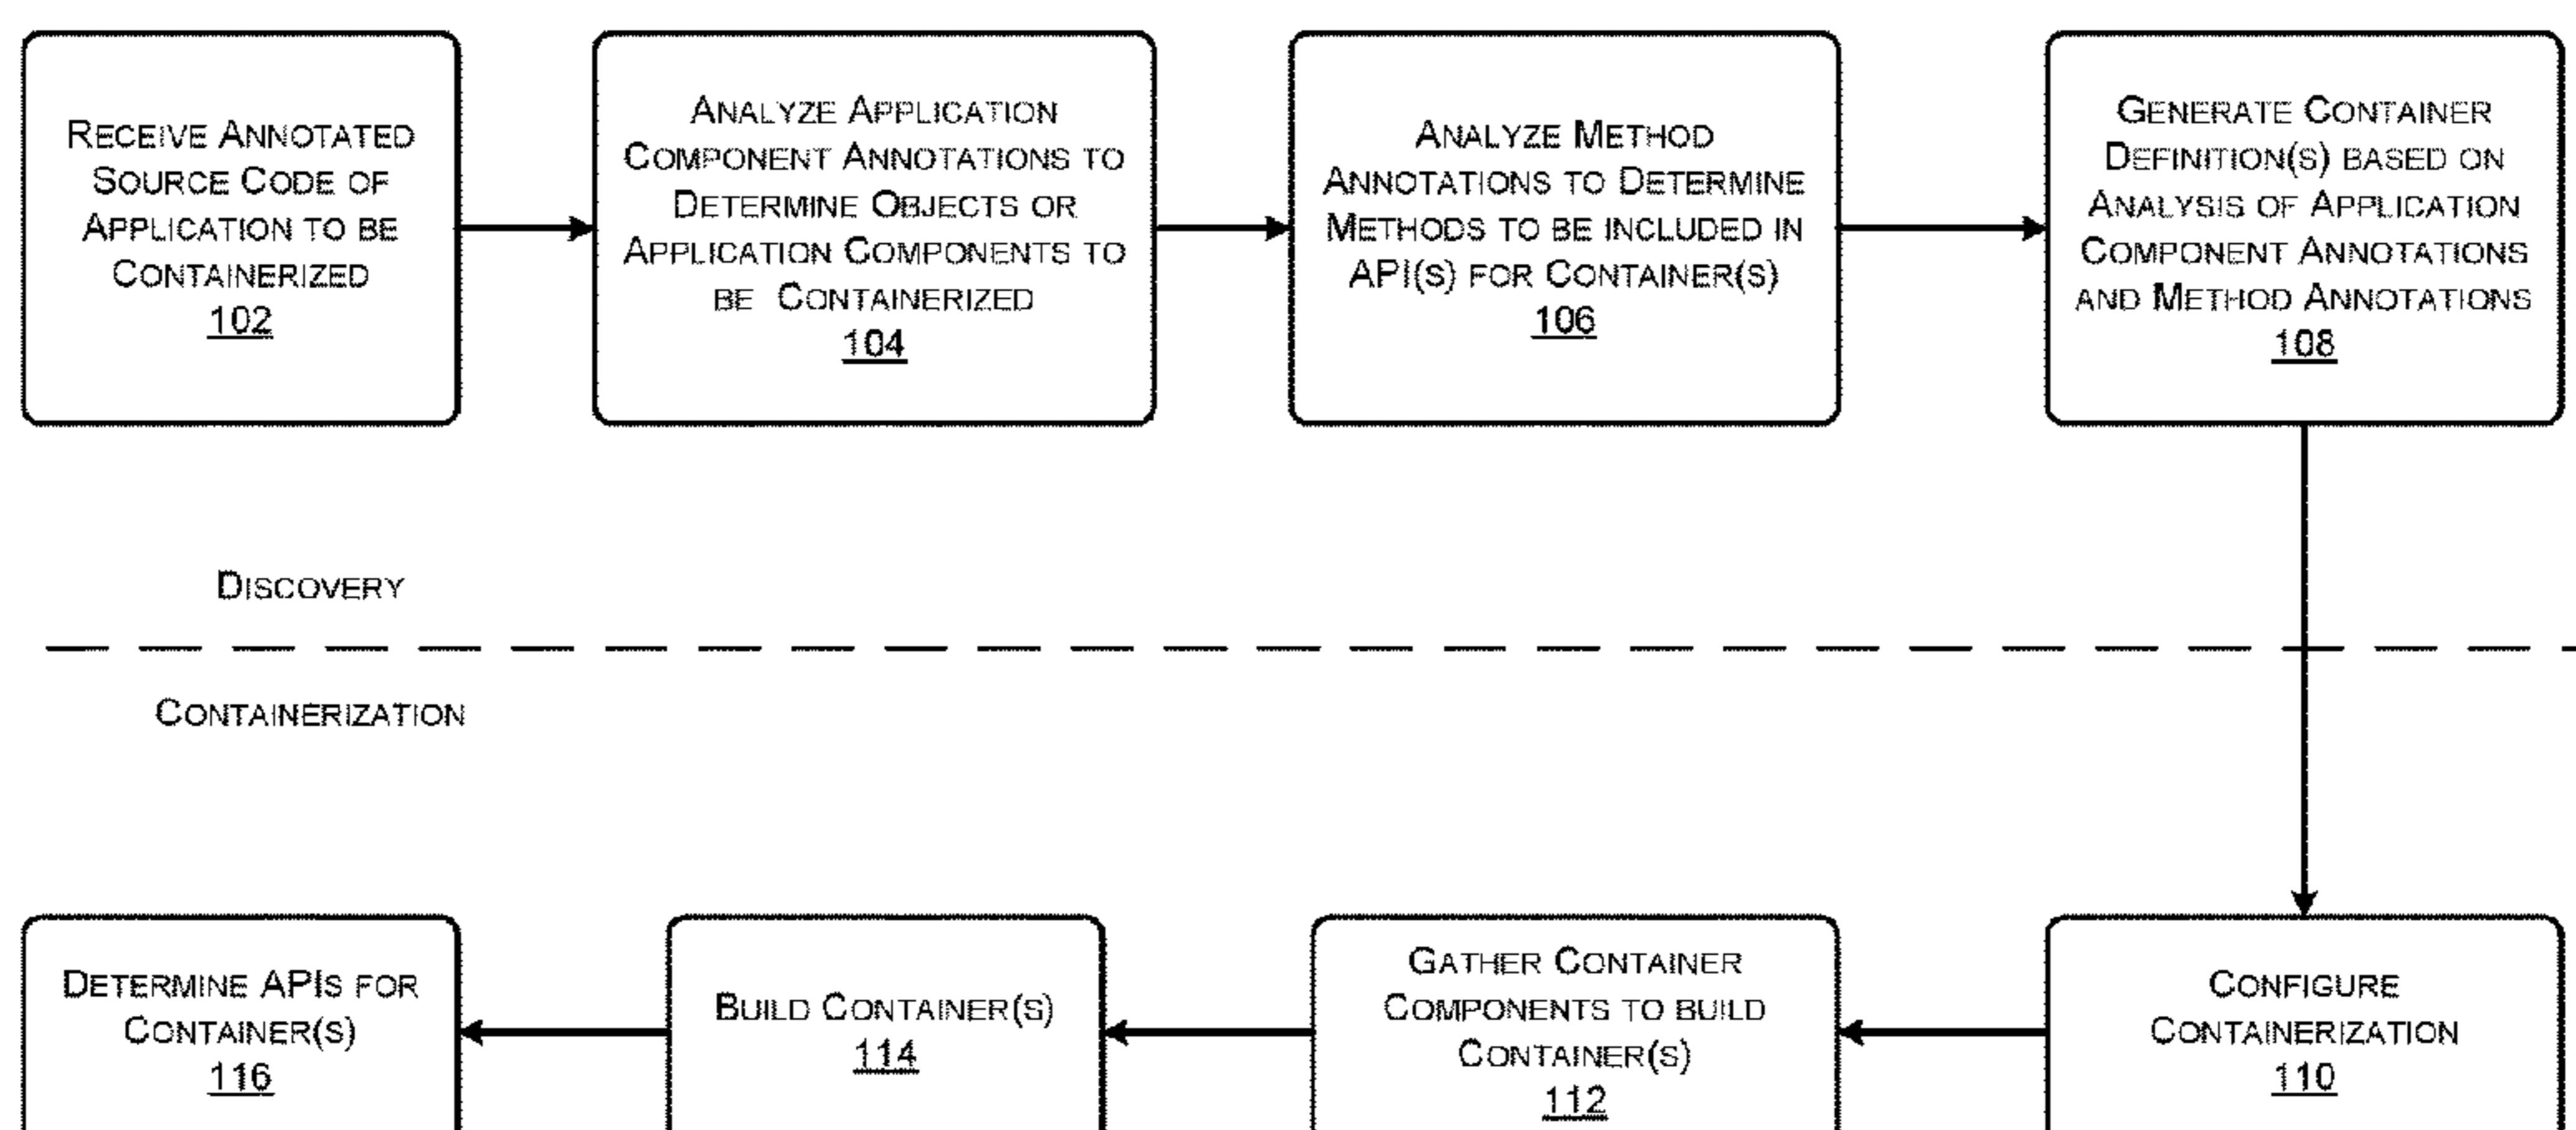 RECEIVE ANNOTATED
SOURCE CODE OF
APPLICATION TO BE
CONTAINERIZED
102
ANALYZE APPLICATION
COMPONENT ANNOTATIONS TO
DETERMINE OBJECTS OR
APPLICATION COMPONENTS TO
BE CONTAINERIZED
104
ANALYZE METHOD
ANNOTATIONS TO DETERMINE
METHODS TO BE INCLUDED IN
API(S) FOR CONTAINER(S)
106
GENERATE CONTAINER
DEFINITION(S) BASED ON
ANALYSIS OF APPLICATION
COMPONENT ANNOTATIONS
AND METHOD ANNOTATIONS
108
DISCOVERY
CONTAINERIZATION
DETERMINE APIS FOR
CONTAINER(S)
116
BUILD CONTAINER(S)
114
GATHER CONTAINER
COMPONENTS TO BUILD
CONTAINER(S)
112
CONFIGURE
CONTAINERIZATION
110